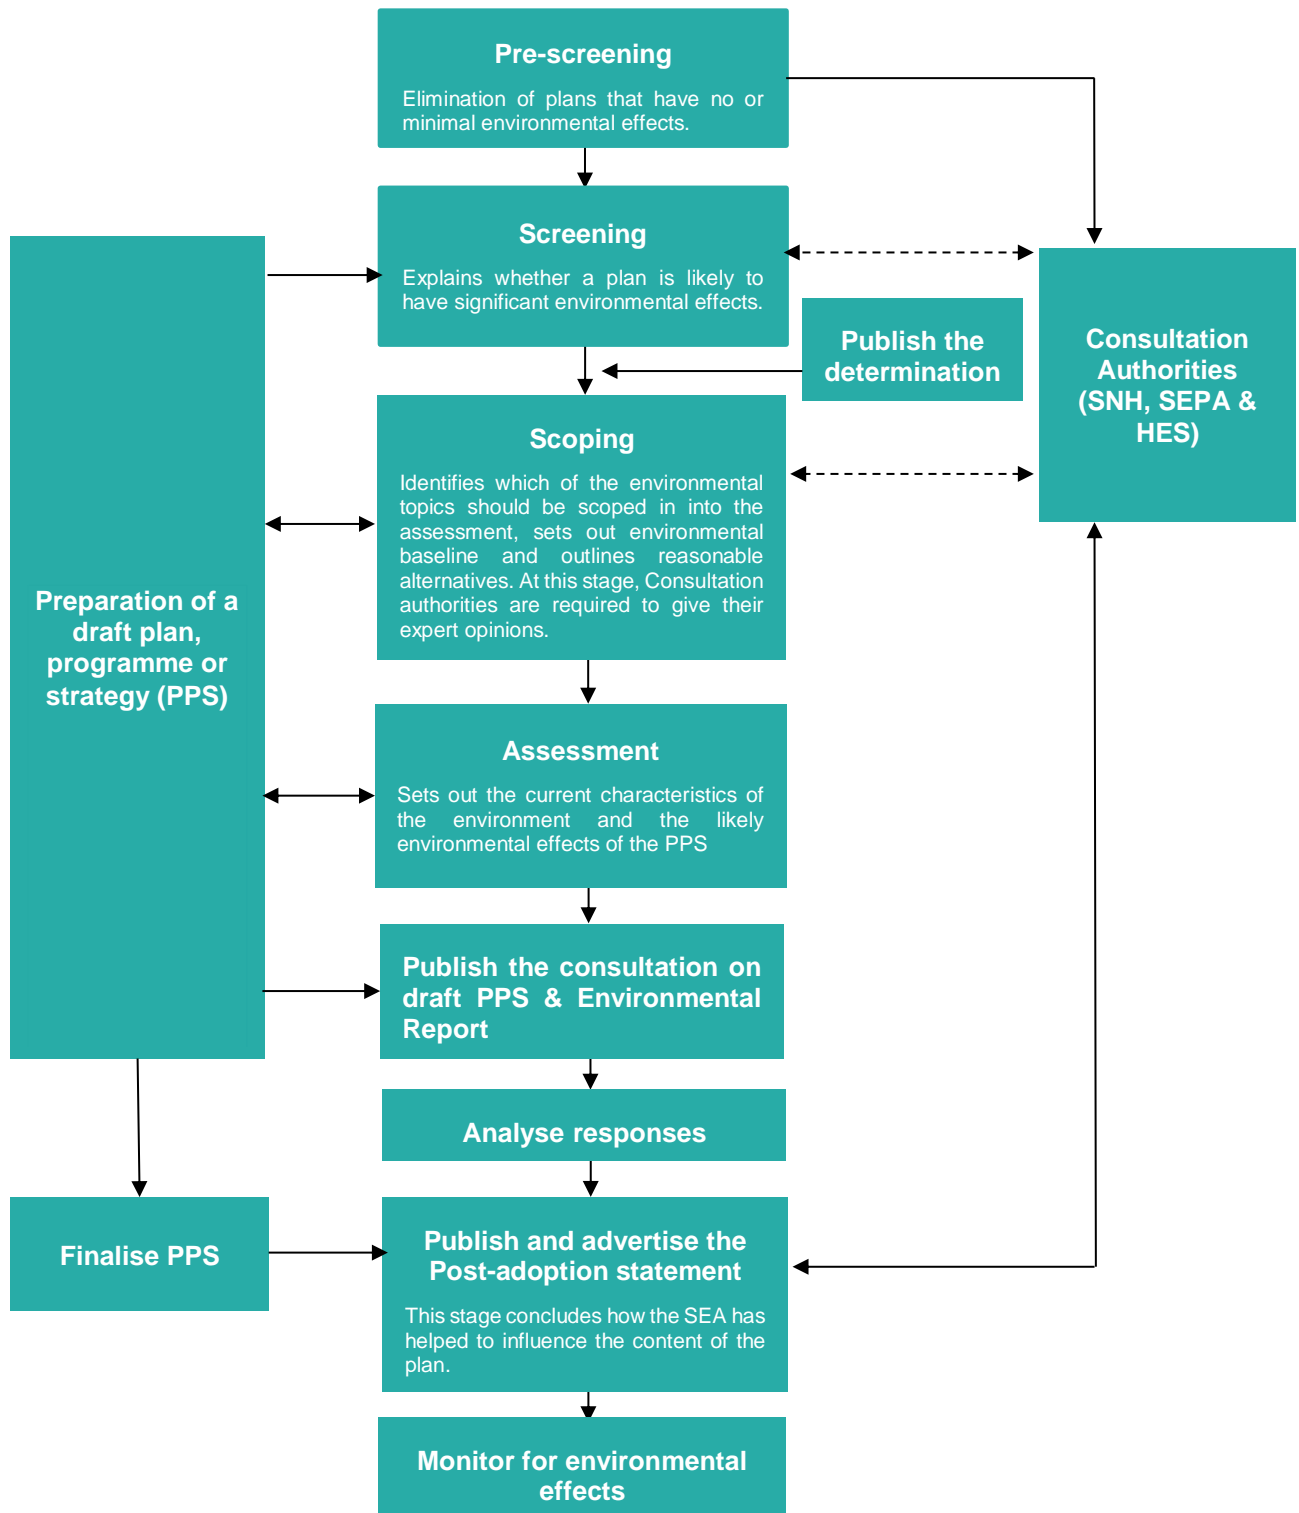 Pre-screening
Elimination of plans that have no or
minimal environmental effects.
Screening
Explains whether a plan is likely to
have significant environmental effects.
Publish the
determination
Consultation
Authorities
(SNH, SEPA &
HES)
Scoping
Identifies which of the environmental
topics should be scoped in into the
assessment, sets out environmental
baseline and outlines reasonable
alternatives. At this stage, Consultation
authorities are required to give their
expert opinions.
Preparation of a
draft plan,
programme or
strategy (PPS)
Assessment
Sets out the current characteristics of
the environment and the likely
environmental effects of the PPS
Publish the consultation on
draft PPS & Environmental
Report
Analyse responses
Finalise PPS
Publish and advertise the
Post-adoption statement
This stage concludes how the SEA has
helped to influence the content of the
plan.
Monitor for environmental
effects